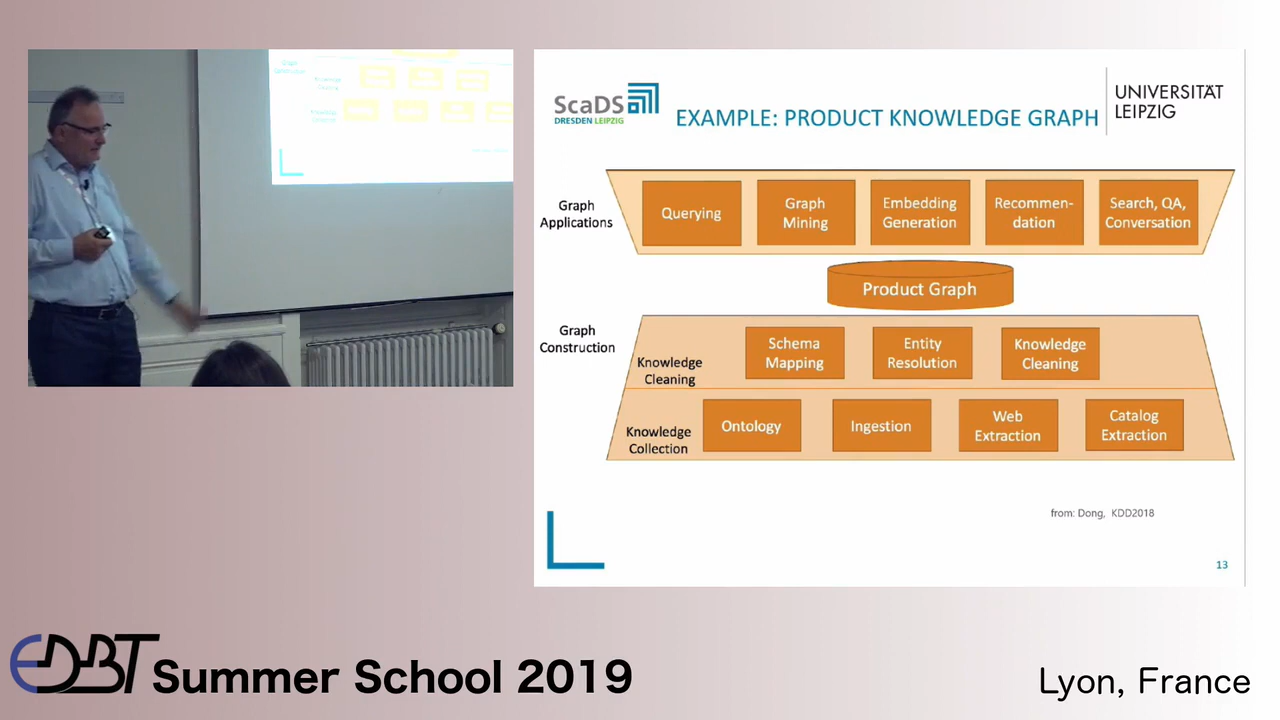 ScaDS
DRESDEN LEIPZIG
EXAMPLE: PRODUCT KNOWLEDGE GRAPH
UNIVERSITÄT
LEIPZIG
Graph
Applications
Querying
Graph
Mining
Embedding
Generation
Recommen-
dation
Search, QA,
Conversation
Product Graph
Graph
Construction
Knowledge
Cleaning
Schema
Mapping
Entity
Resolution
Knowledge
Cleaning
Knowledge
Collection
Ontology
Ingestion
Web
Extraction
Catalog
Extraction
from: Dong, KDD2018
13
EDBT Summer School 2019
Lyon, France